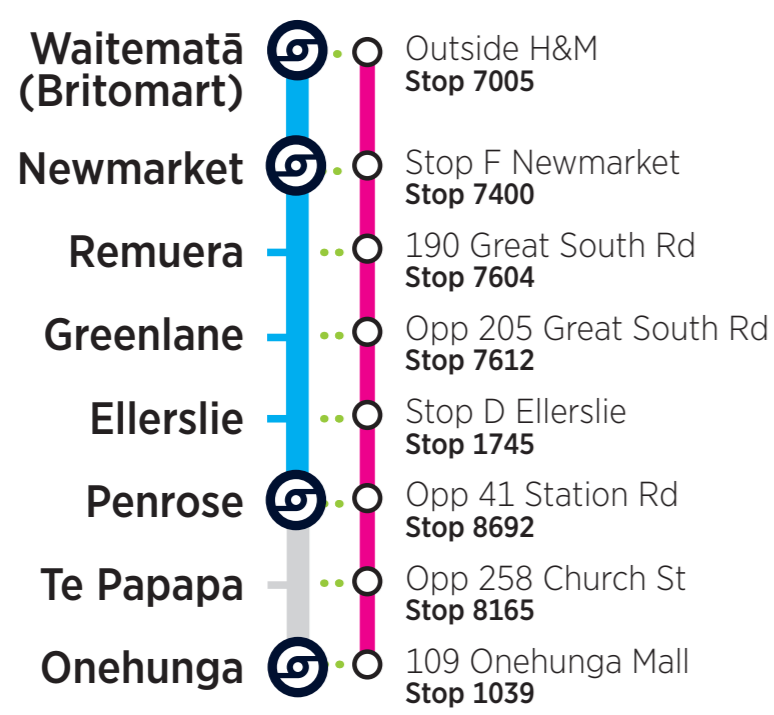 Waitematā
(Britomart)
Outside H&M
Stop 7005
Newmarket
Stop F Newmarket
Stop 7400
Remuera
190 Great South Rd
Stop 7604
Greenlane
Opp 205 Great South Rd
Stop 7612
Ellerslie
Stop D Ellerslie
Stop 1745
Penrose
Opp 41 Station Rd
Stop 8692
Te Papapa
Opp 258 Church St
Stop 8165
Onehunga
109 Onehunga Mall
Stop 1039